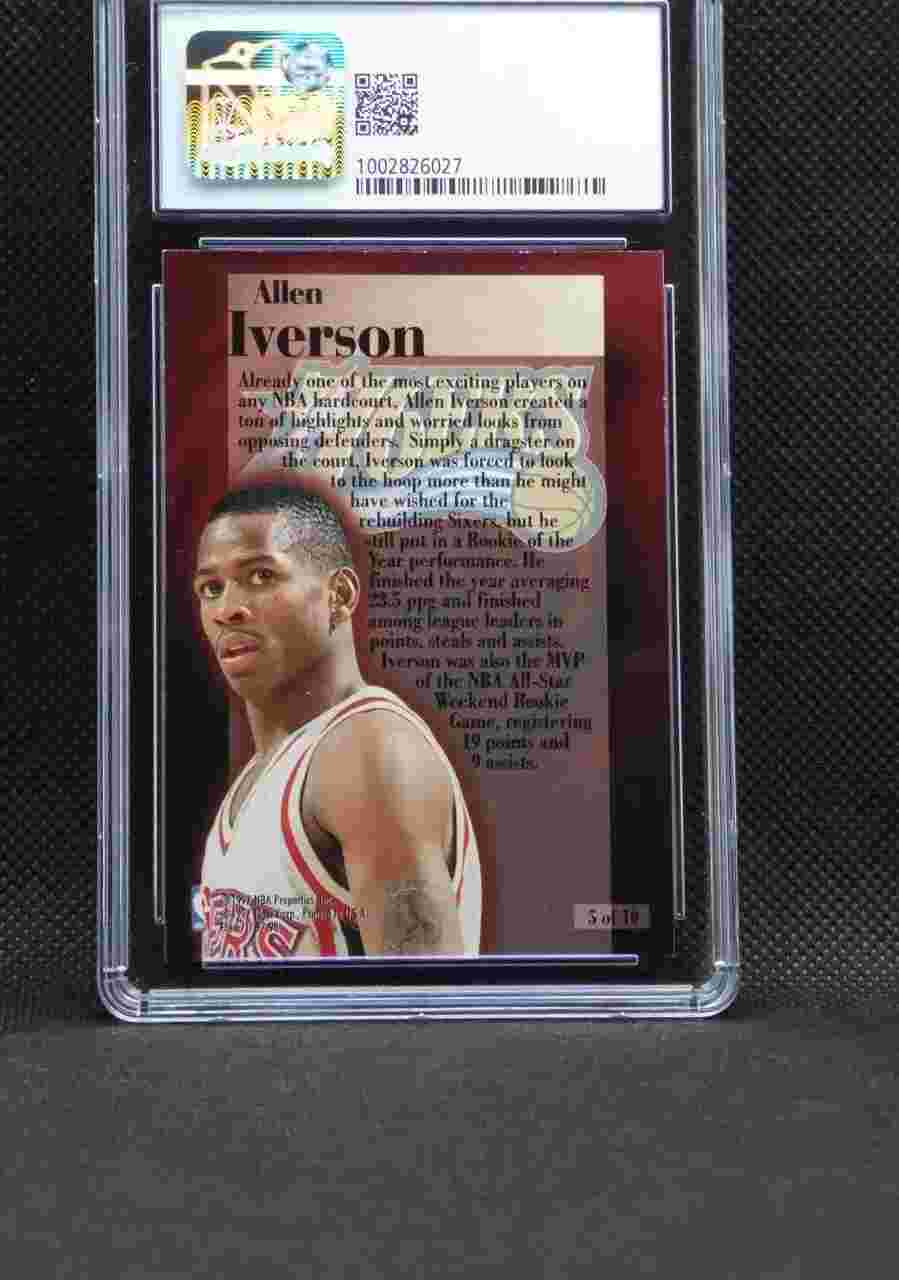 1002826027
Allen
Iverson
Already one of the most exciting players on
any NBA hardcourt, Allen Iverson created a
ton of highlights and worried looks from
opposing defenders. Simply a dragster on
the court, Iverson was forced to look
to the hoop more than he might
have wished for the
rebuilding Sixers, but he
still put in a Rookie of the
Year performance. He
finished the year averaging
23.5 ppg and finished
among league leaders in
points, steals and assists.
Iverson was also the MVP
of the NBA All-Star
Weekend Rookie
Game, registering
19 points and
9 assists.
NBA Properties
Corp., U.S.A.
5 of 10